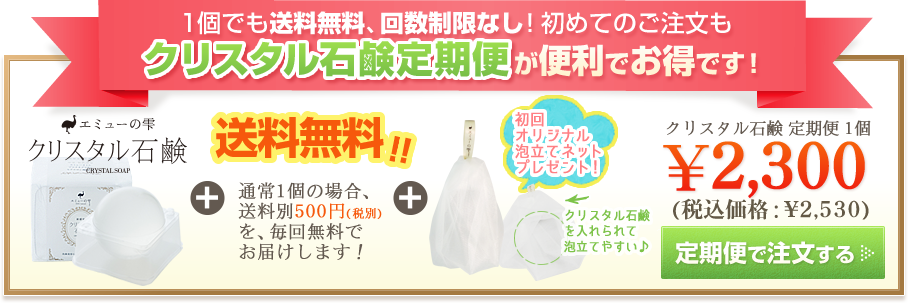 1個でも送料無料、回数制限なし！初めてのご注文も
クリスタル石鹸定期便が便利でお得です！
エミューの雫
クリスタル石鹸
CRYSTAL SOAP
送料無料!!
通常1個の場合、
送料別500円(税別)
を、毎回無料で
お届けします！
初回
オリジナル
泡立てネット
プレゼント！
クリスタル石鹸
を入れられて
泡立てやすい♪
クリスタル石鹸 定期便 1個
¥2,300
(税込価格：¥2,530)
定期便で注文する